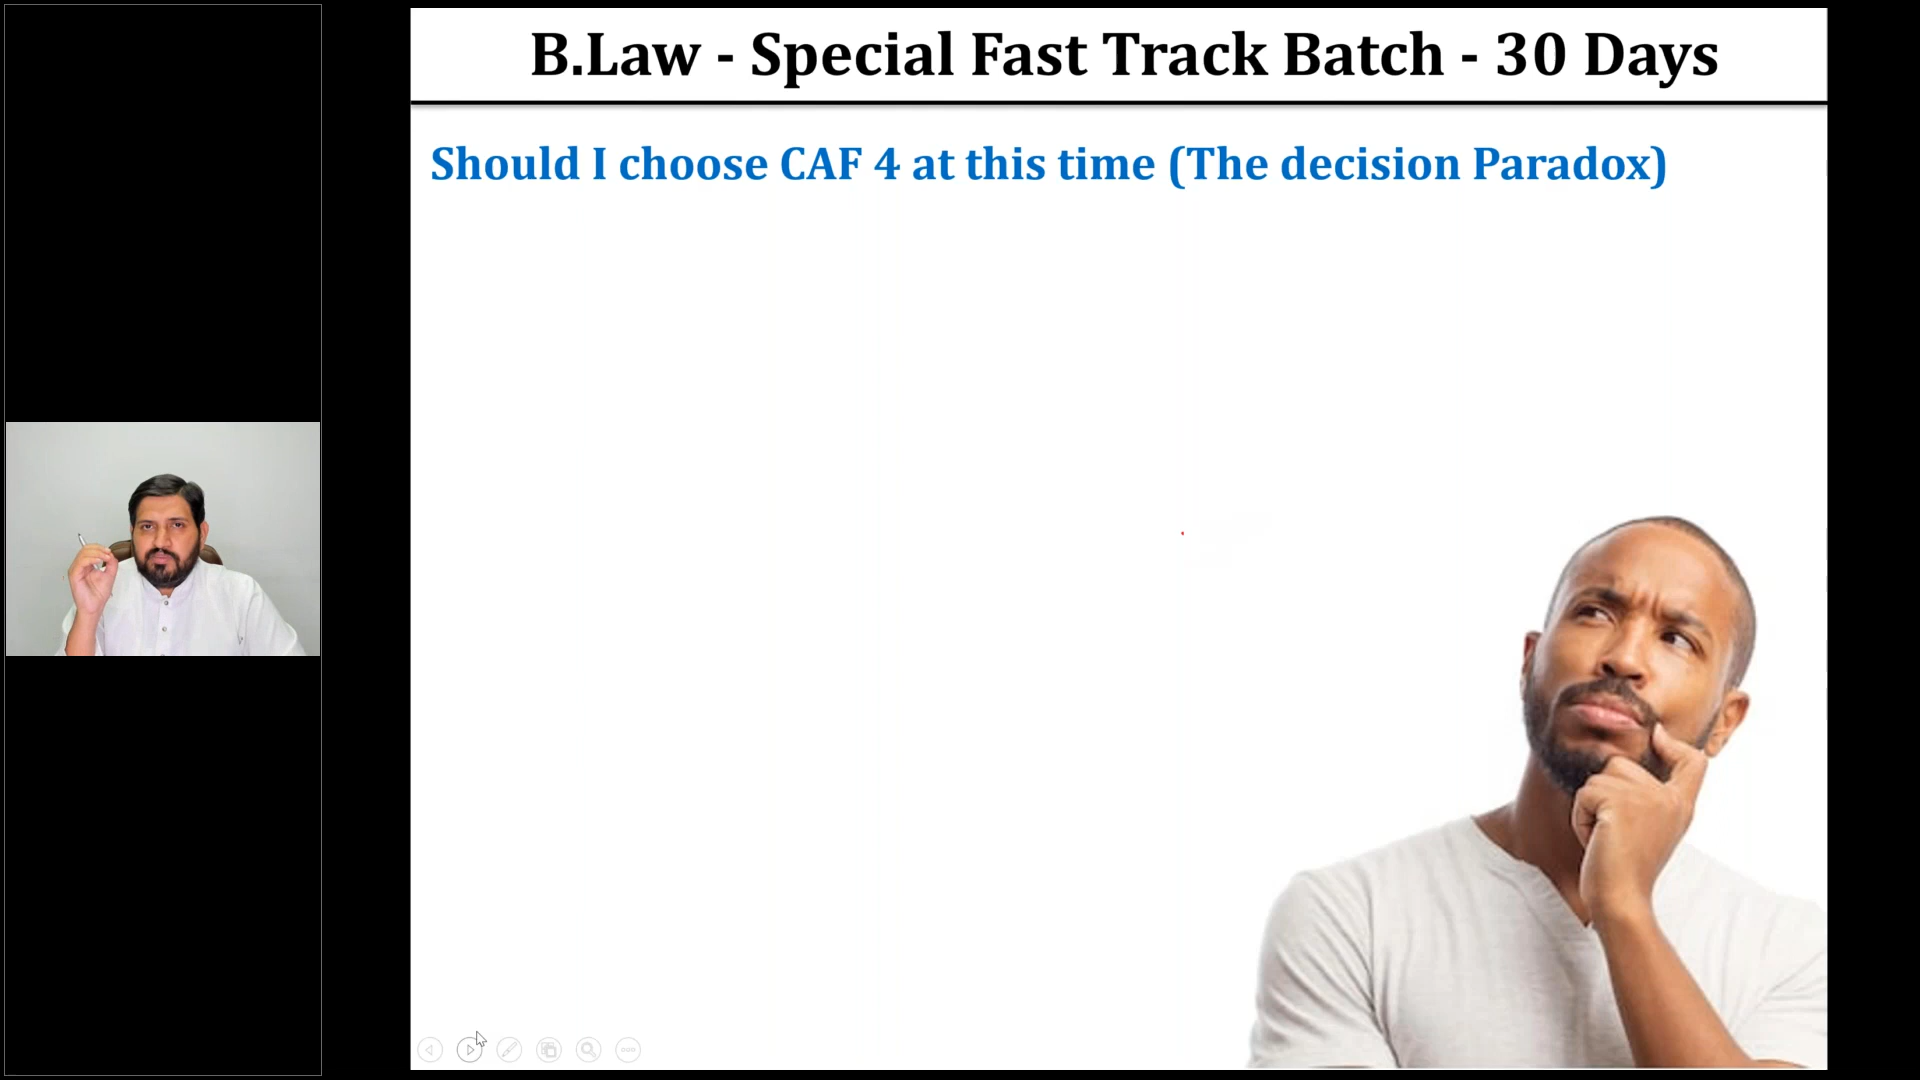 B.Law - Special Fast Track Batch - 30 Days
Should I choose CAF 4 at this time (The decision Paradox)